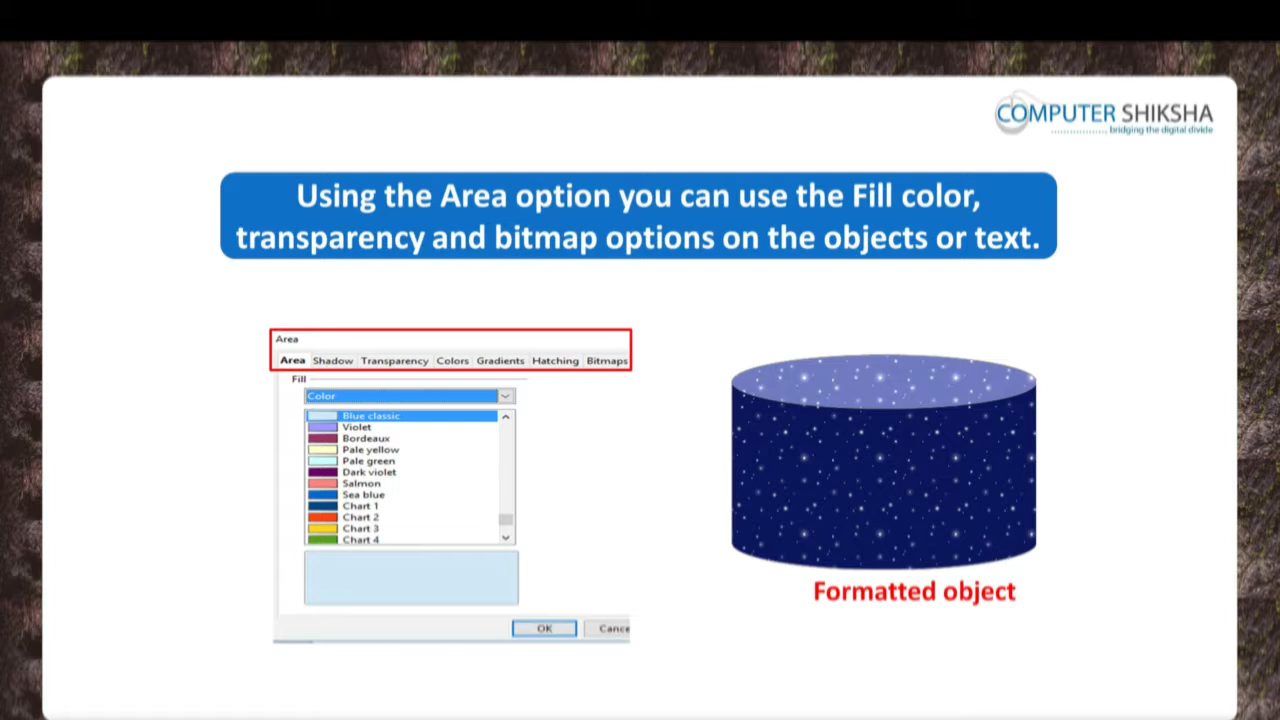 COMPUTER SHIKSHA
bridging the digital divide
Using the Area option you can use the Fill color,
transparency and bitmap options on the objects or text.
Area
Area Shadow Transparency Colors Gradients Hatching Bitmaps
Fill
Color
Blue classic
Violet
Bordeaux
Pale yellow
Pale green
Dark violet
Salmon
Sea blue
Chart 1
Chart 2
Chart 3
Chart 4
OK Cance
Formatted object